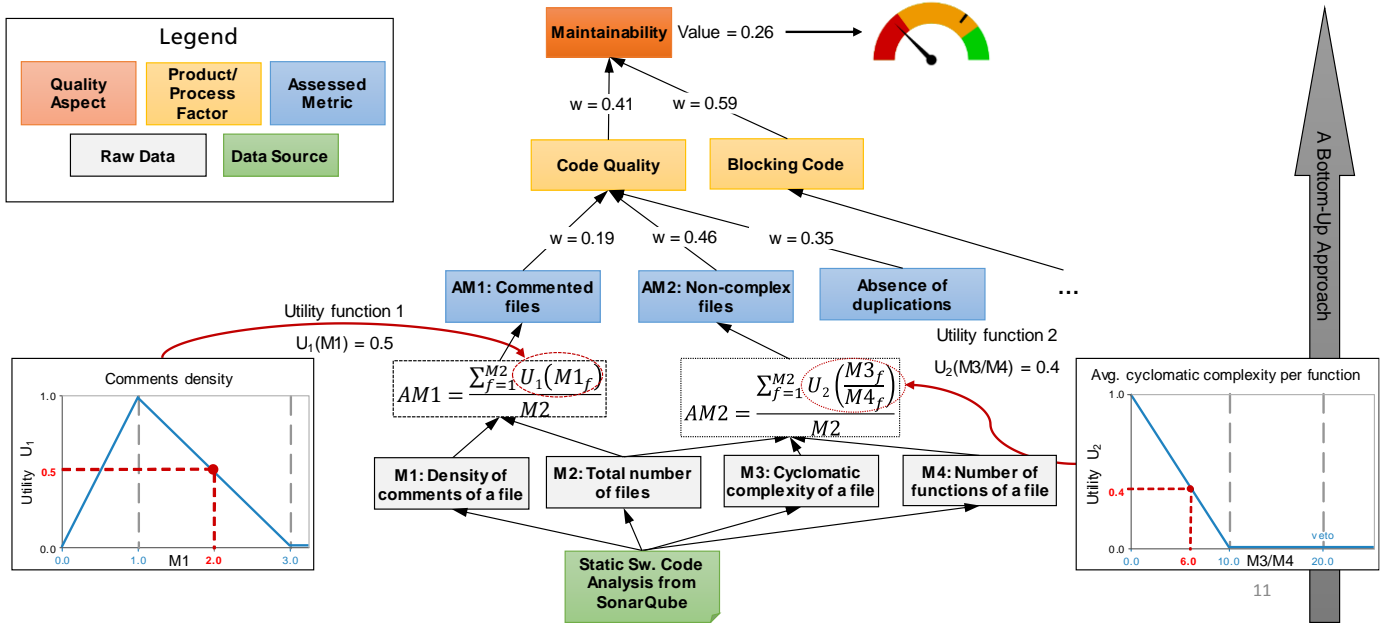 Legend
Quality
Aspect
Product/
Process
Factor
Assessed
Metric
Raw Data
Data Source
Maintainability
Value = 0.26
w = 0.41
w = 0.59
Code Quality
Blocking Code
w = 0.19
w = 0.46
w = 0.35
AM1: Commented
files
AM2: Non-complex
files
Absence of
duplications
...
A Bottom-Up Approach
Utility function 1
U₁(M1) = 0.5
Utility function 2
U₂(M3/M4) = 0.4
Comments density
Utility U₁
1.0
0.5
0.0
0.0
1.0
2.0
3.0
M1
AM1 = ∑_{f=1}^{M2} U₁(M1_f) / M2
AM2 = ∑_{f=1}^{M2} U₂(M3_f / M4_f) / M2
Avg. cyclomatic complexity per function
Utility U₂
1.0
0.4
0.0
veto
0.0
6.0
10.0
20.0
M3/M4
M1: Density of
comments of a file
M2: Total number
of files
M3: Cyclomatic
complexity of a file
M4: Number of
functions of a file
Static Sw. Code
Analysis from
SonarQube
11